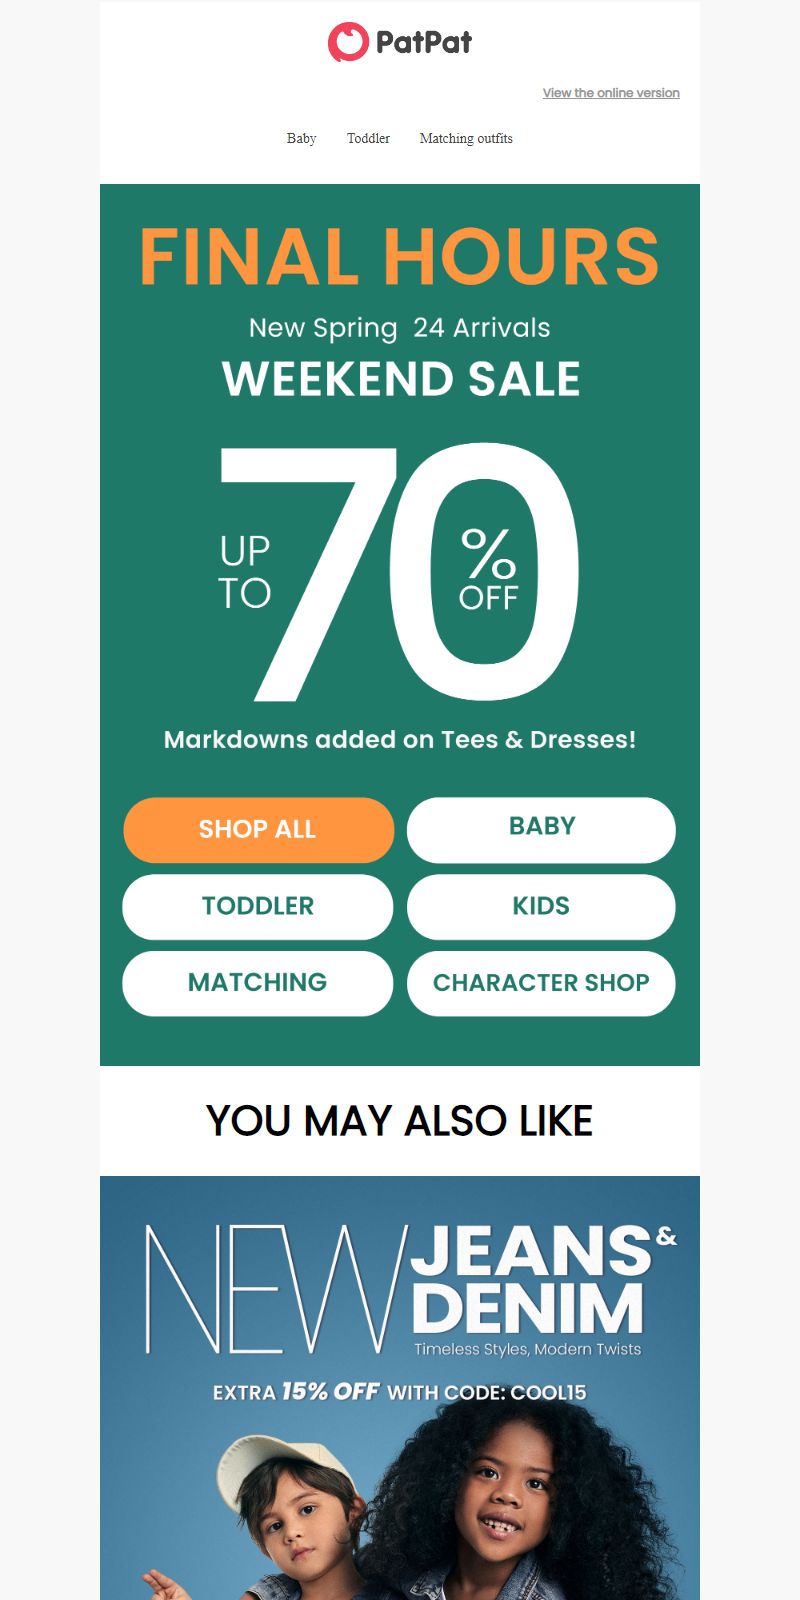 PatPat
View the online version
Baby Toddler Matching outfits
FINAL HOURS
New Spring 24 Arrivals
WEEKEND SALE
UP TO 70 % OFF
Markdowns added on Tees & Dresses!
SHOP ALL
BABY
TODDLER
KIDS
MATCHING
CHARACTER SHOP
YOU MAY ALSO LIKE
NEW JEANS &
DENIM
Timeless Styles, Modern Twists
EXTRA 15% OFF WITH CODE: COOL15